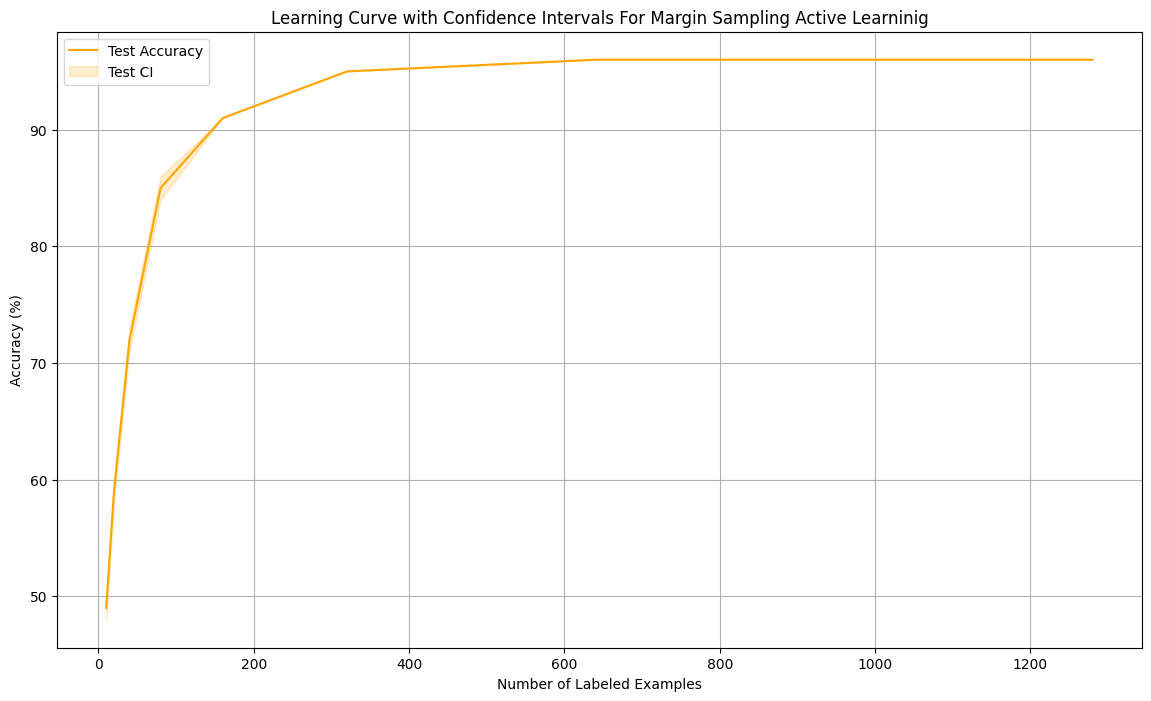 Learning Curve with Confidence Intervals For Margin Sampling Active Learninig
Test Accuracy
Test CI
Accuracy (%)
90
80
70
60
50
0 200 400 600 800 1000 1200
Number of Labeled Examples